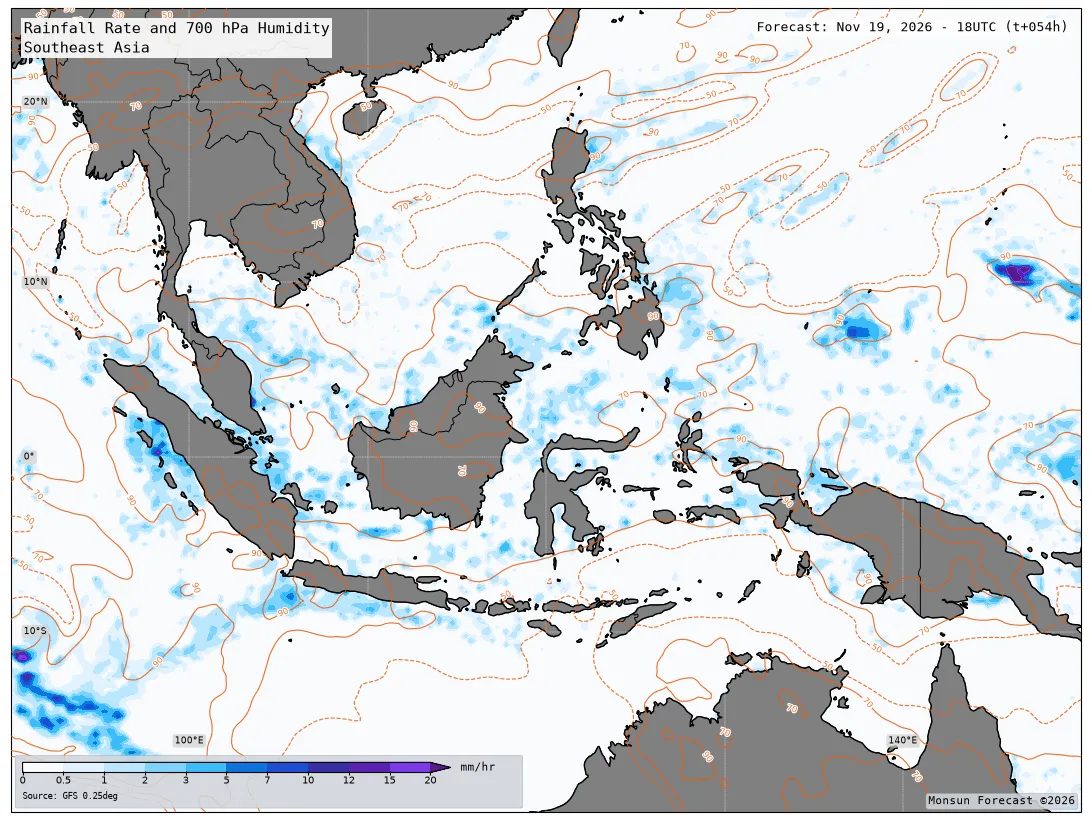 Rainfall Rate and 700 hPa Humidity
Southeast Asia
Forecast: Nov 19, 2026 - 18UTC (t+054h)
20°N
10°N
0°
10°S
100°E
140°E
0 0.5 1 2 3 5 7 10 12 15 20 mm/hr
Source: GFS 0.25deg
Monsun Forecast ©2026